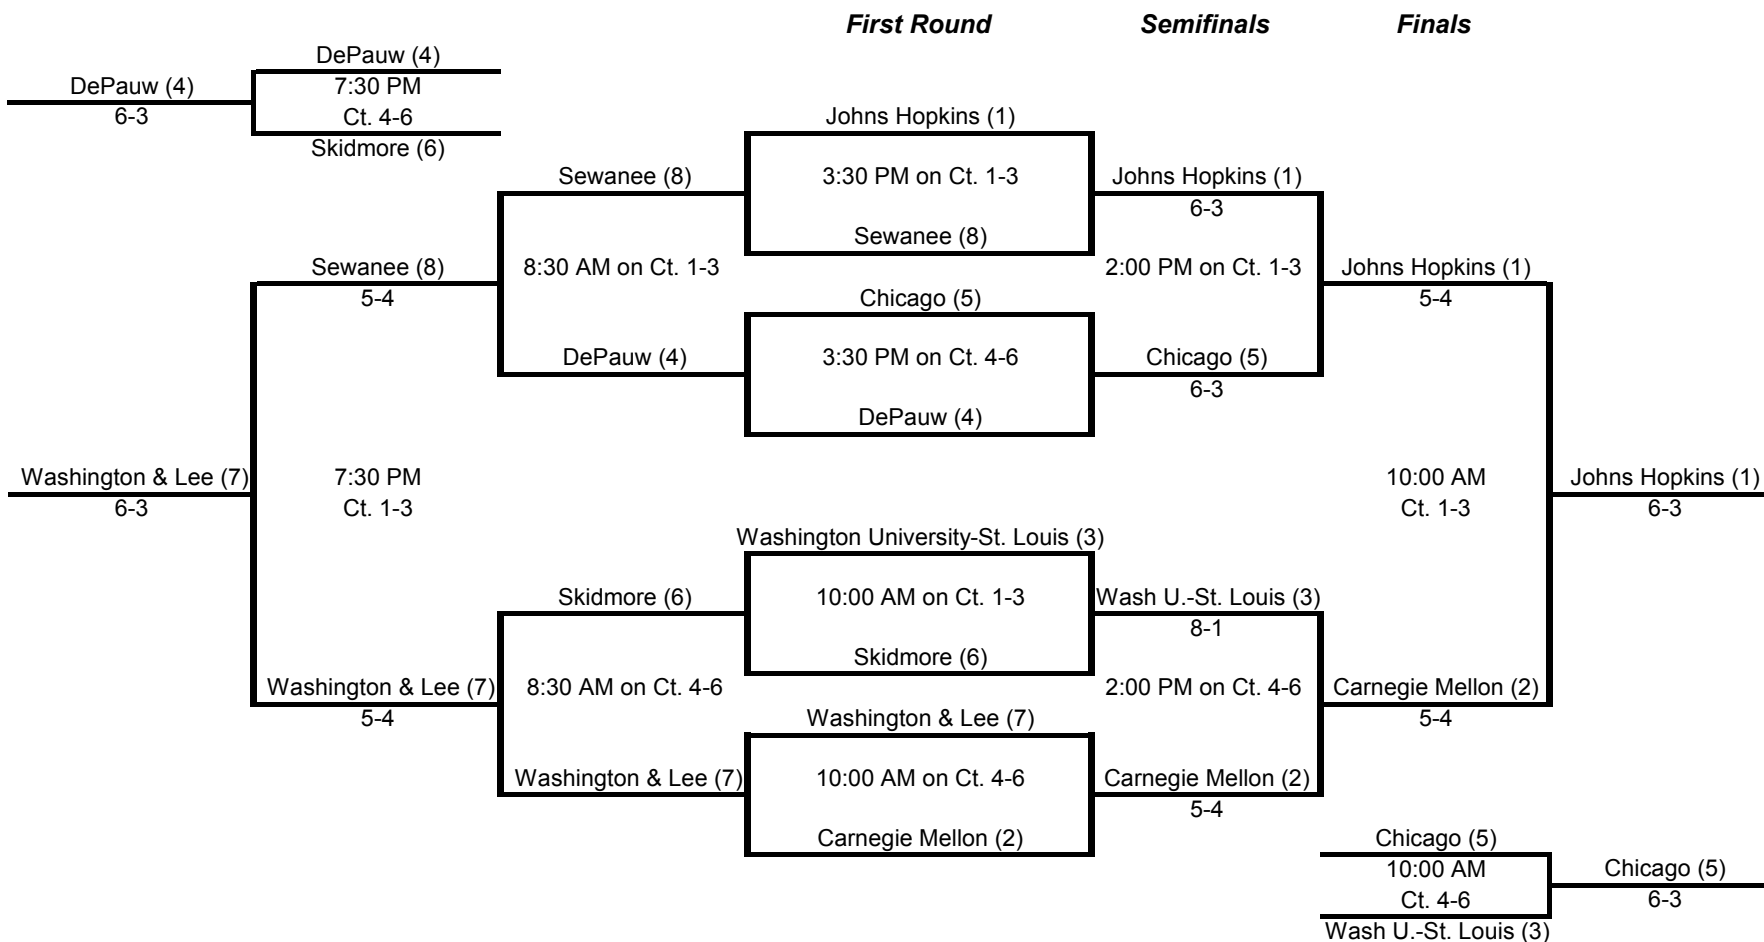 First Round Semifinals Finals
DePauw (4)
DePauw (4) 7:30 PM
6-3 Ct. 4-6 Johns Hopkins (1)
Skidmore (6)
Sewanee (8) 3:30 PM on Ct. 1-3 Johns Hopkins (1)
6-3
Sewanee (8)
Sewanee (8) 8:30 AM on Ct. 1-3 2:00 PM on Ct. 1-3 Johns Hopkins (1)
5-4 Chicago (5) 5-4
DePauw (4) 3:30 PM on Ct. 4-6 Chicago (5)
6-3
DePauw (4)
Washington & Lee (7) 7:30 PM 10:00 AM Johns Hopkins (1)
6-3 Ct. 1-3 Ct. 1-3 6-3
Washington University-St. Louis (3)
Skidmore (6) 10:00 AM on Ct. 1-3 Wash U.-St. Louis (3)
8-1
Skidmore (6)
Washington & Lee (7) 8:30 AM on Ct. 4-6 2:00 PM on Ct. 4-6 Carnegie Mellon (2)
5-4 Washington & Lee (7) 5-4
Washington & Lee (7) 10:00 AM on Ct. 4-6 Carnegie Mellon (2)
5-4
Carnegie Mellon (2) Chicago (5)
10:00 AM Chicago (5)
Ct. 4-6 6-3
Wash U.-St. Louis (3)